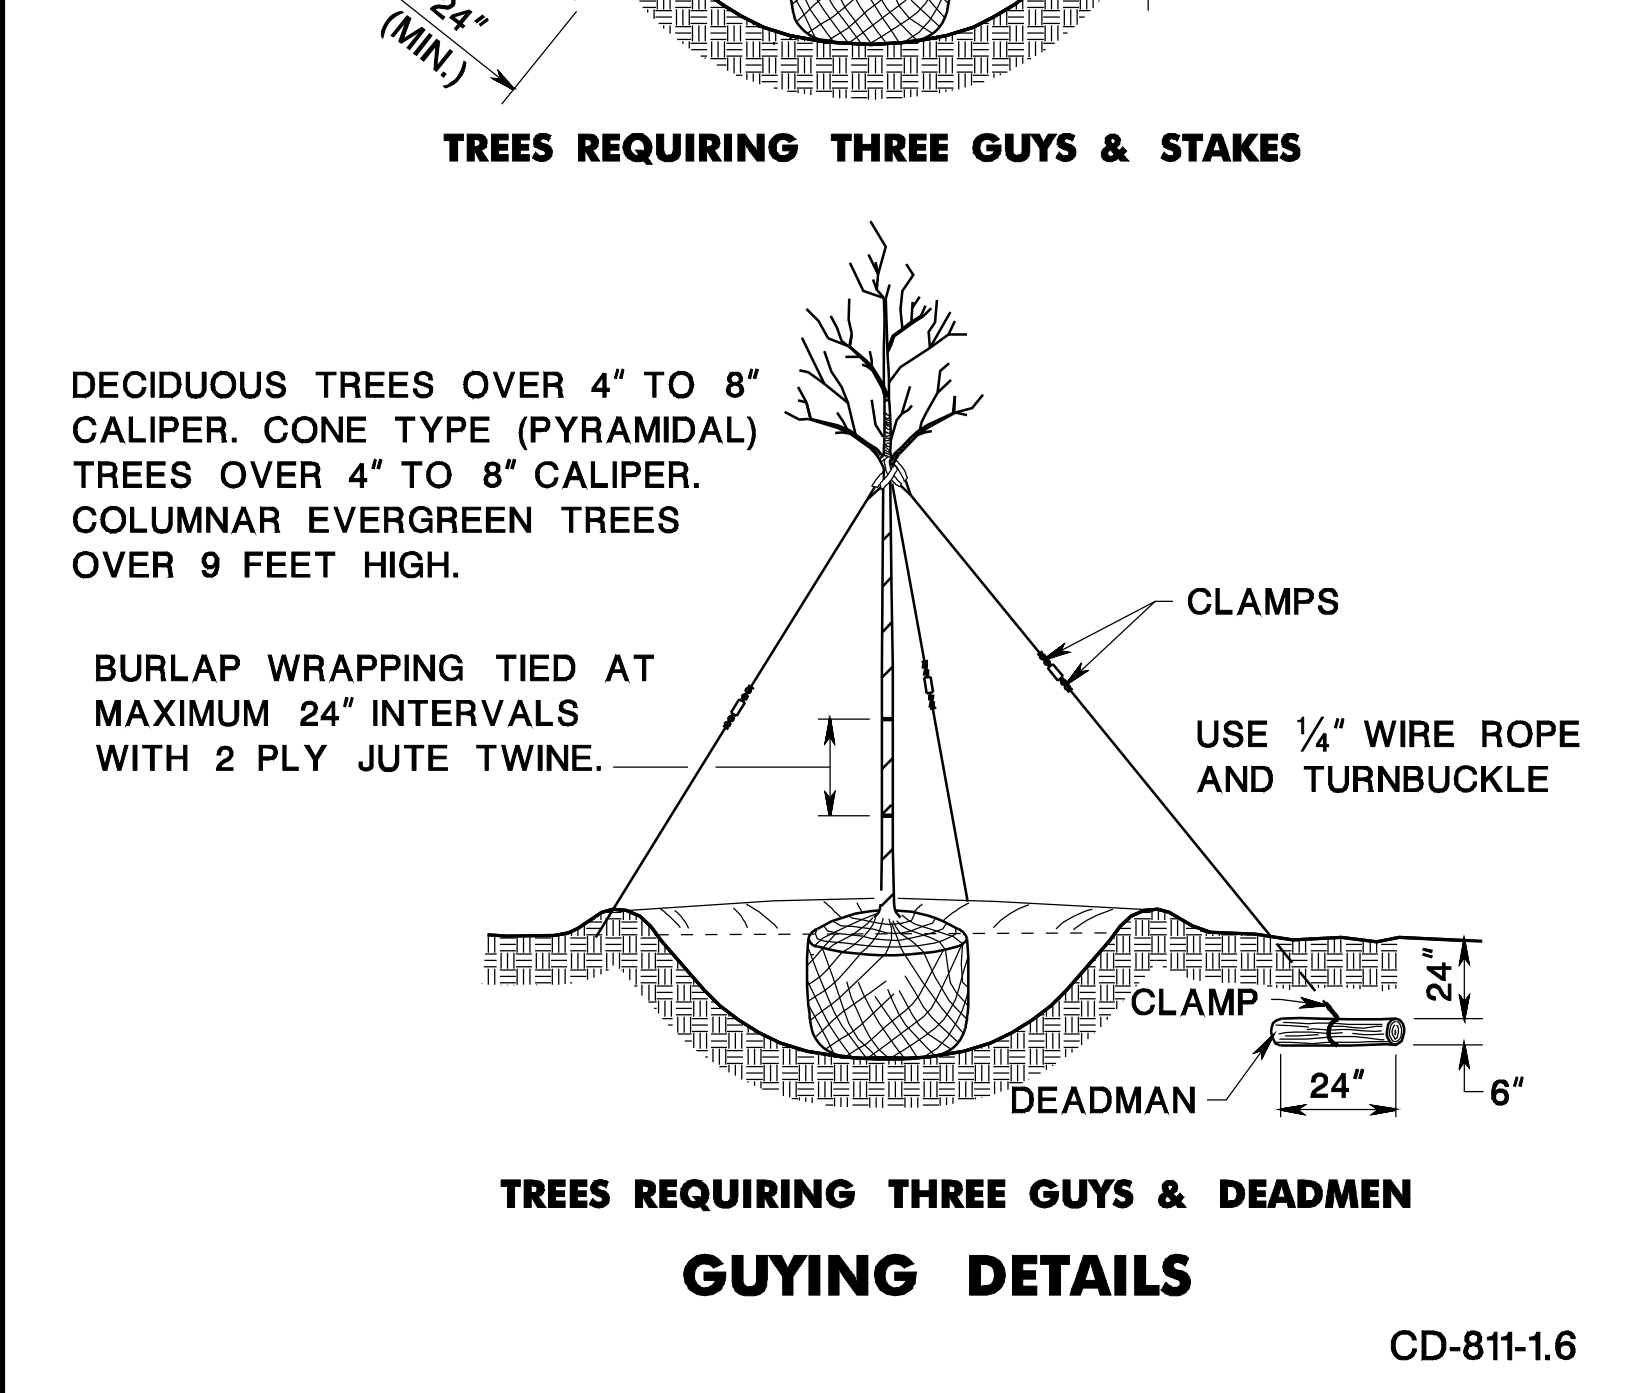 24"
(MIN.)
TREES REQUIRING THREE GUYS & STAKES
DECIDUOUS TREES OVER 4" TO 8"
CALIPER. CONE TYPE (PYRAMIDAL)
TREES OVER 4" TO 8" CALIPER.
COLUMNAR EVERGREEN TREES
OVER 9 FEET HIGH.
CLAMPS
BURLAP WRAPPING TIED AT
MAXIMUM 24" INTERVALS
WITH 2 PLY JUTE TWINE.
USE 1/4" WIRE ROPE
AND TURNBUCKLE
24"
CLAMP
24"
6"
DEADMAN
TREES REQUIRING THREE GUYS & DEADMEN
GUYING DETAILS
CD-811-1.6